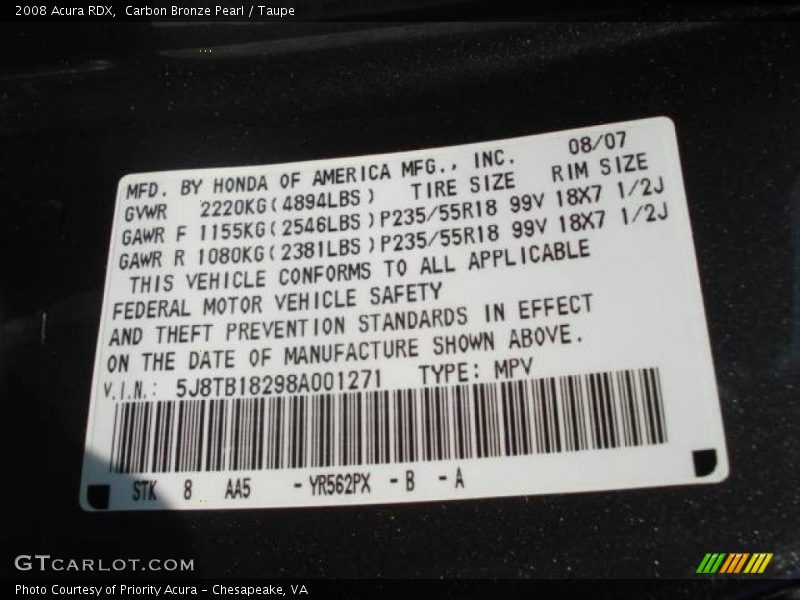 2008 Acura RDX,  Carbon Bronze Pearl / Taupe
MFD. BY HONDA OF AMERICA MFG., INC. 08/07
GVWR 2220KG(4894LBS) TIRE SIZE RIM SIZE
GAWR F 1155KG(2546LBS)P235/55R18 99V 18X7 1/2J
GAWR R 1080KG(2381LBS)P235/55R18 99V 18X7 1/2J
THIS VEHICLE CONFORMS TO ALL APPLICABLE
FEDERAL MOTOR VEHICLE SAFETY
AND THEFT PREVENTION STANDARDS IN EFFECT
ON THE DATE OF MANUFACTURE SHOWN ABOVE.
V.I.N.: 5J8TB18298A001271 TYPE: MPV
STK 8 AA5 -YR562PX -B -A
GTCARLOT.COM
Photo Courtesy of Priority Acura – Chesapeake, VA